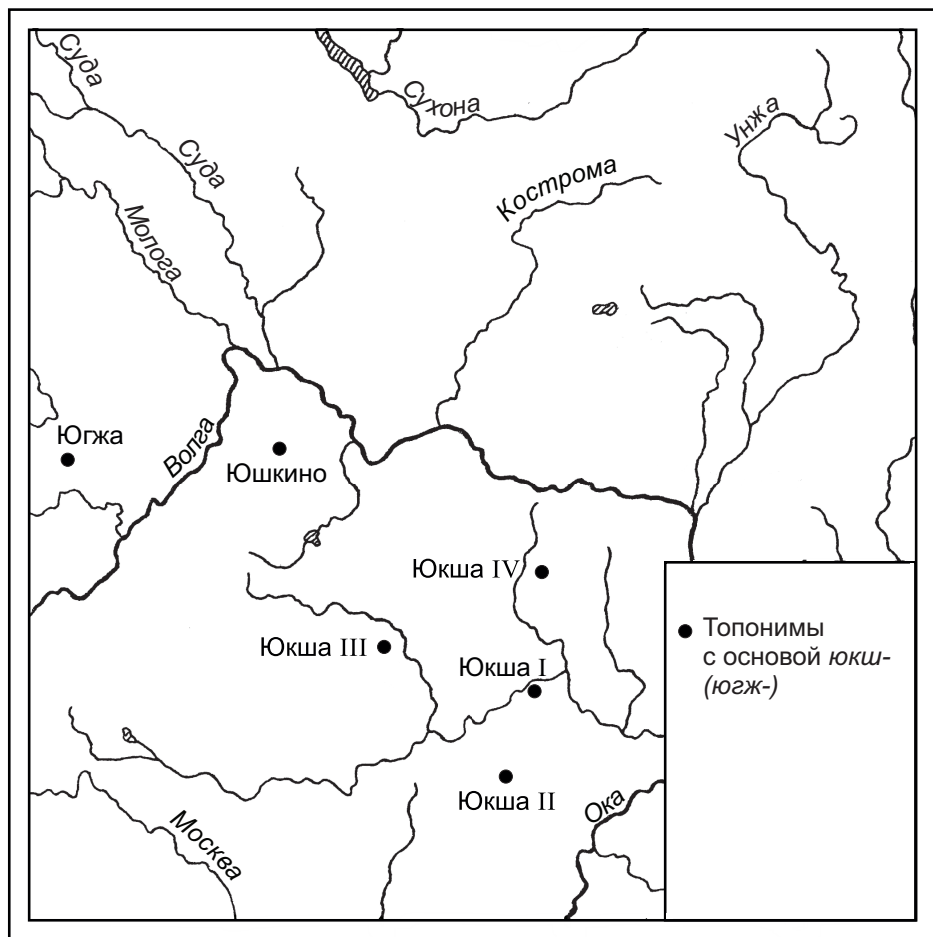 Суда
Сухона
Унжа
Суда
Кострома
Молога
Югжа
Волга
Юшкино
Юкша IV
Юкша III
Юкша I
Юкша II
Ока
Москва
Топонимы
с основой юкш-
(югж-)